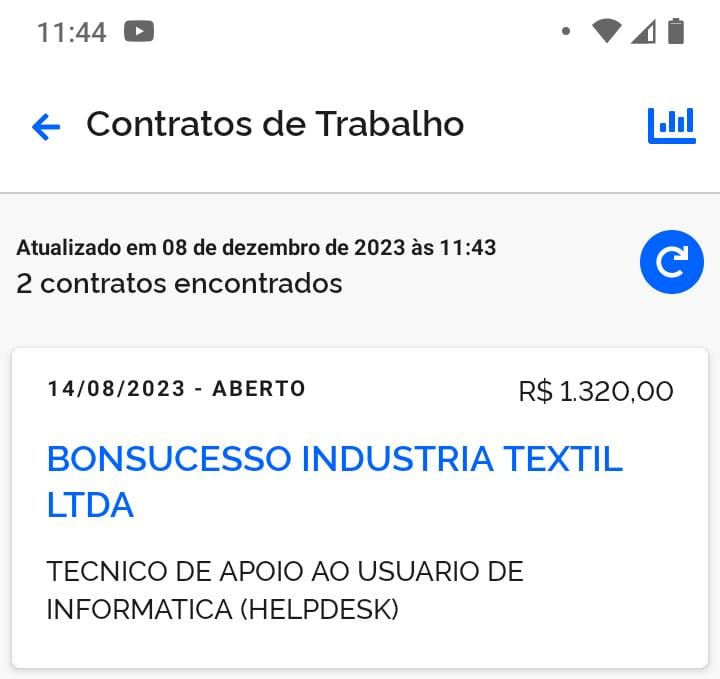 11:44
Contratos de Trabalho
Atualizado em 08 de dezembro de 2023 às 11:43
2 contratos encontrados
14/08/2023 - ABERTO
R$ 1.320,00
BONSUCESSO INDUSTRIA TEXTIL
LTDA
TECNICO DE APOIO AO USUARIO DE
INFORMATICA (HELPDESK)